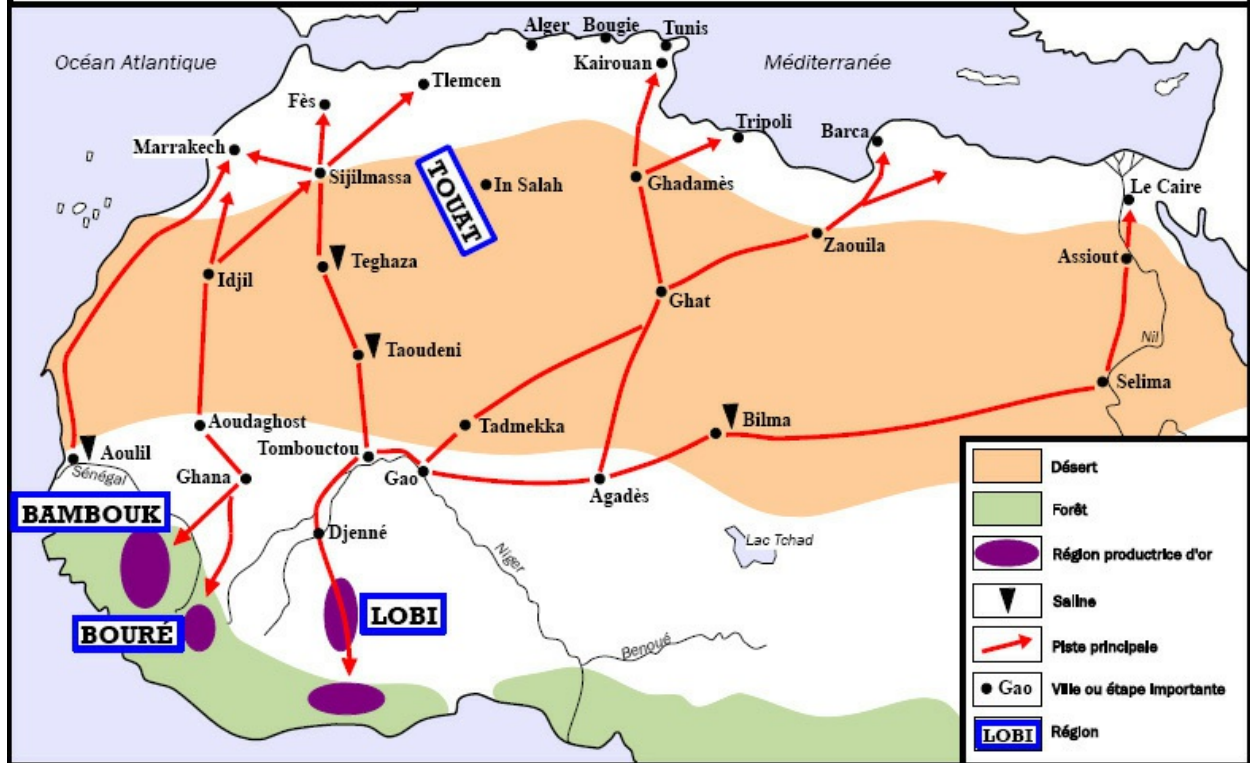 Océan Atlantique
Alger
Bougie
Tunis
Kairouan
Méditerranée
Tlemcen
Fès
Marrakech
Tripoli
Barca
Sijilmassa
TOUAT
In Salah
Ghadamès
Le Caire
Zaouila
Assiout
Teghaza
Idjil
Ghat
Nil
Taoudeni
Selima
Aoudaghost
Tadmekka
Bilma
Aoulil
Tombouctou
Sénégal
Ghana
Gao
Agadès
BAMBOUK
Djenné
Lac Tchad
Niger
LOBI
BOURÉ
Benoué
Désert
Forêt
Région productrice d'or
Saline
Piste principale
Gao
Ville ou étape importante
LOBI
Région